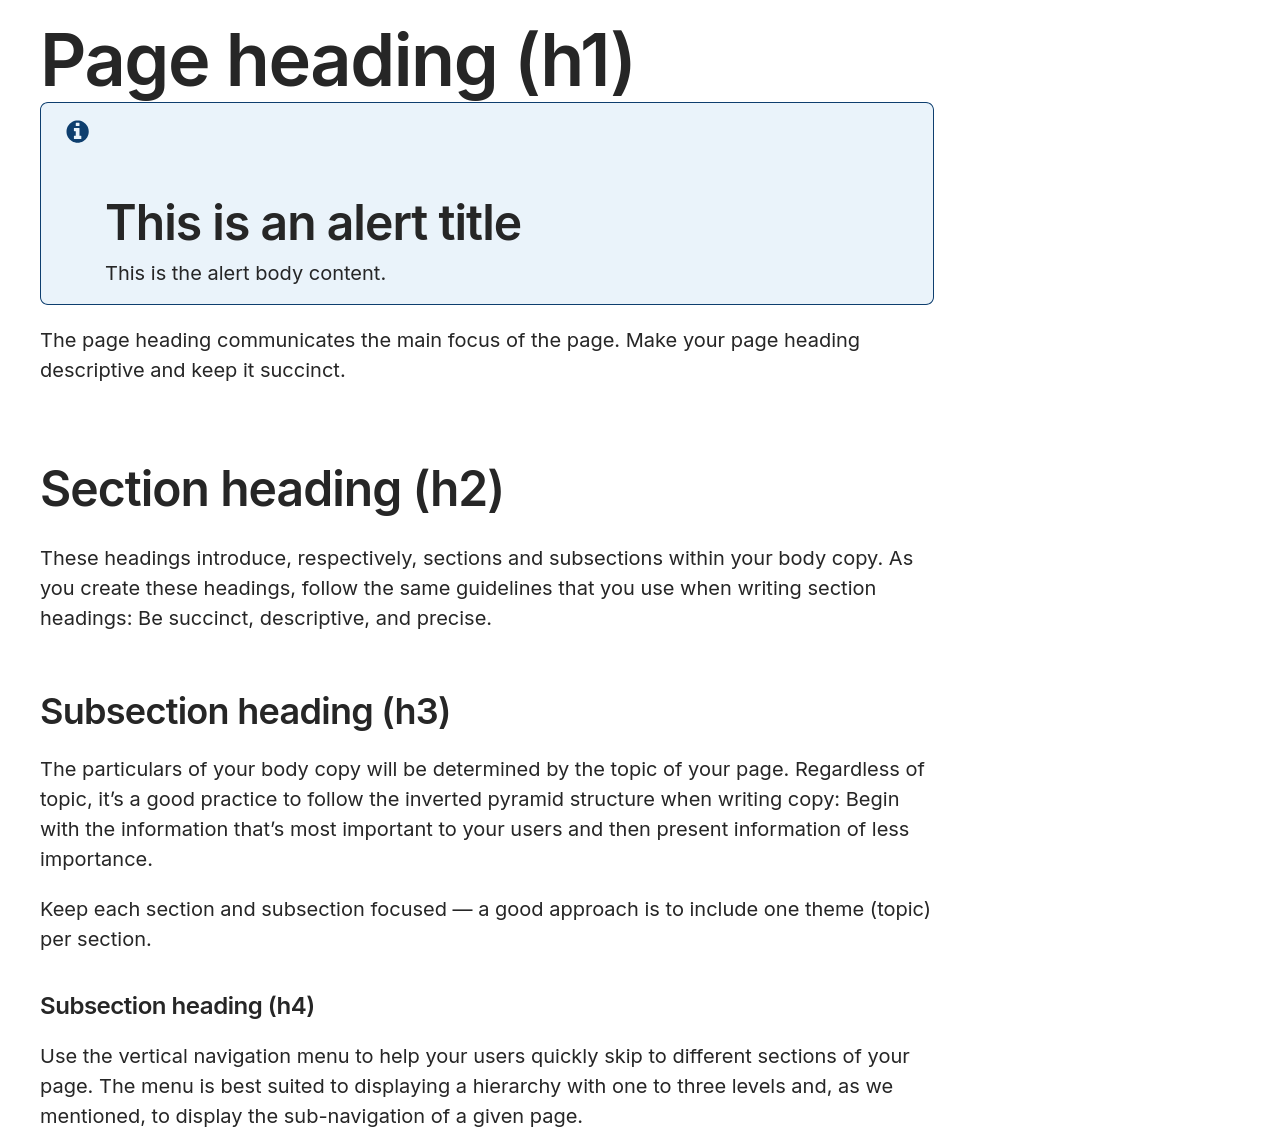 Page heading (h1)
This is an alert title
This is the alert body content.
The page heading communicates the main focus of the page. Make your page heading
descriptive and keep it succinct.
Section heading (h2)
These headings introduce, respectively, sections and subsections within your body copy. As
you create these headings, follow the same guidelines that you use when writing section
headings: Be succinct, descriptive, and precise.
Subsection heading (h3)
The particulars of your body copy will be determined by the topic of your page. Regardless of
topic, it’s a good practice to follow the inverted pyramid structure when writing copy: Begin
with the information that’s most important to your users and then present information of less
importance.
Keep each section and subsection focused — a good approach is to include one theme (topic)
per section.
Subsection heading (h4)
Use the vertical navigation menu to help your users quickly skip to different sections of your
page. The menu is best suited to displaying a hierarchy with one to three levels and, as we
mentioned, to display the sub-navigation of a given page.